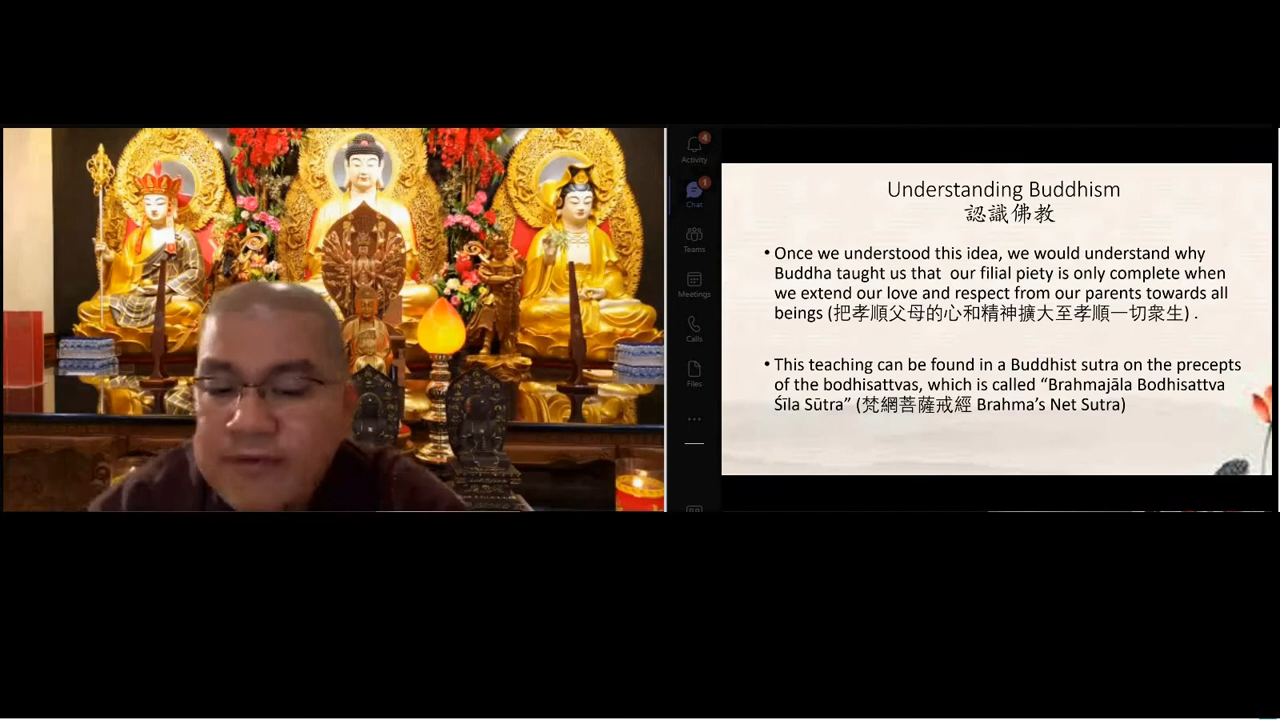 4
Activity
1
Chat
Teams
Meetings
Calls
Files
Understanding Buddhism
認識佛教
• Once we understood this idea, we would understand why
Buddha taught us that our filial piety is only complete when
we extend our love and respect from our parents towards all
beings (把孝順父母的心和精神擴大至孝順一切衆生) .
• This teaching can be found in a Buddhist sutra on the precepts
of the bodhisattvas, which is called “Brahmajāla Bodhisattva
Śīla Sūtra” (梵網菩薩戒經 Brahma’s Net Sutra)